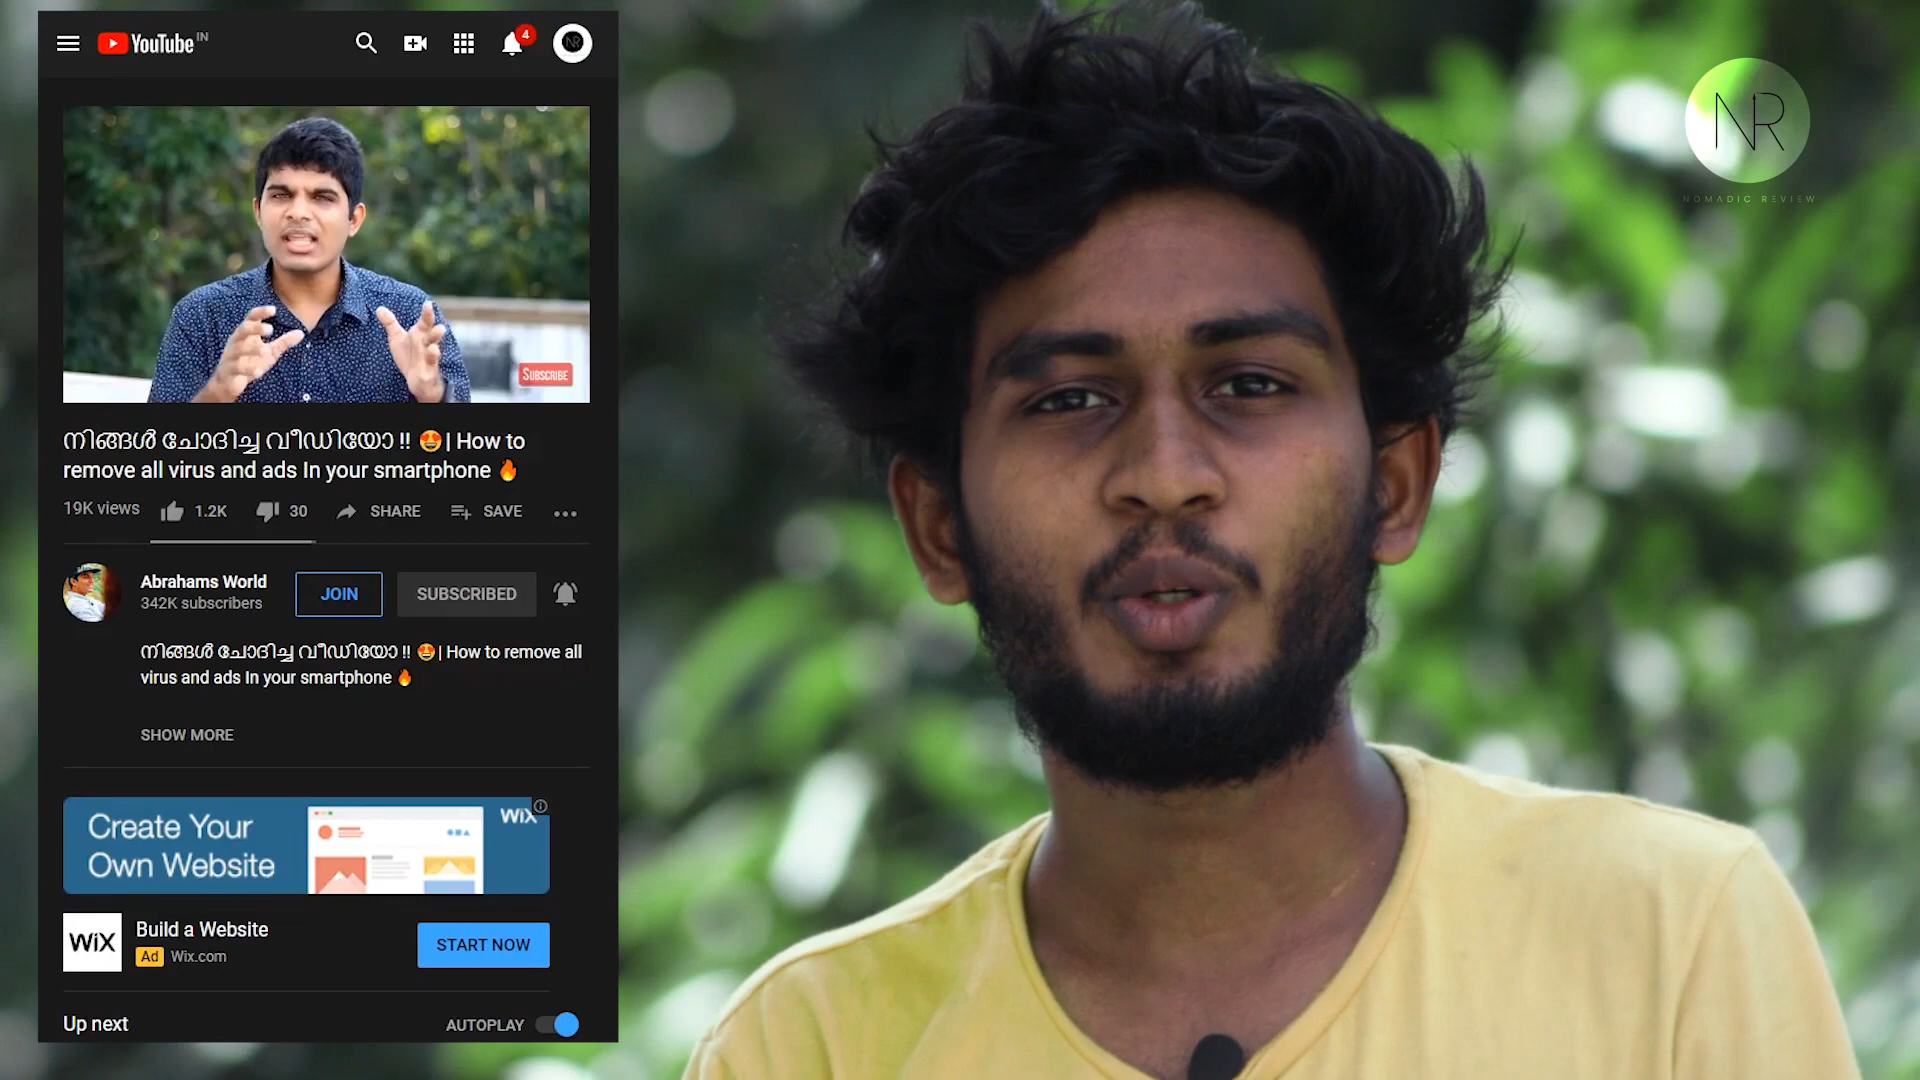 YouTube IN
4
NR
SUBSCRIBE
നിങ്ങൾ ചോദിച്ച വീഡിയോ !! 😍 | How to
remove all virus and ads In your smartphone 🔥
19K views 1.2K 30 SHARE SAVE
Abrahams World
342K subscribers
JOIN
SUBSCRIBED
നിങ്ങൾ ചോദിച്ച വീഡിയോ !! 😍 | How to remove all
virus and ads In your smartphone 🔥
SHOW MORE
Create Your
Own Website
WiX
WiX
Build a Website
Ad Wix.com
START NOW
Up next
AUTOPLAY
NR
NOMADIC REVIEW